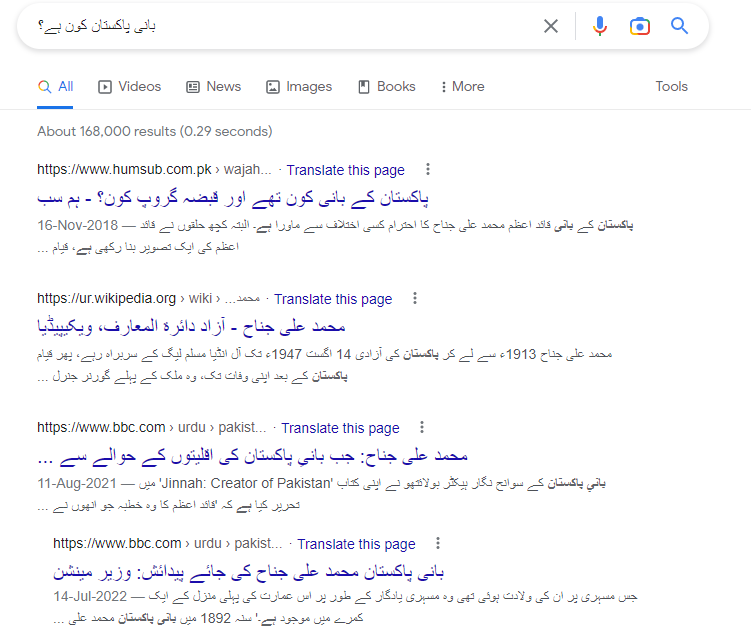 بانی پاکستان کون ہے؟
All Videos News Images Books More Tools
About 168,000 results (0.29 seconds)
https://www.humsub.com.pk › wajah... · Translate this page
پاکستان کے بانی کون تھے اور قبضہ گروپ کون؟ - ہم سب
16-Nov-2018 — پاکستان کے بانی قائد اعظم محمد علی جناح کا احترام کسی اختلاف سے ماورا ہے۔ البتہ کچھ حلقوں نے قائد
اعظم کی ایک تصویر بنا رکھی ہے، قیام ...
https://ur.wikipedia.org › wiki › محمد... · Translate this page
محمد علی جناح - آزاد دائرۃ المعارف، ویکیپیڈیا
محمد علی جناح 1913ء سے لے کر پاکستان کی آزادی 14 اگست 1947ء تک آل انڈیا مسلم لیگ کے سربراہ رہے، پھر قیام
پاکستان کے بعد اپنی وفات تک، وہ ملک کے پہلے گورنر جنرل ...
https://www.bbc.com › urdu › pakist... · Translate this page
محمد علی جناح: جب بانیِ پاکستان کی اقلیتوں کے حوالے سے ...
11-Aug-2021 — بانیِ پاکستان کے سوانح نگار ہیکٹر بولائتھو نے اپنی کتاب 'Jinnah: Creator of Pakistan' میں
تحریر کیا ہے کہ 'قائد اعظم کا وہ خطبہ جو انھوں نے ...
https://www.bbc.com › urdu › pakist... · Translate this page
بانی پاکستان محمد علی جناح کی جائے پیدائش: وزیر مینشن
14-Jul-2022 — جس مسہری پر ان کی ولادت ہوئی تھی وہ مسہری یادگار کے طور پر اس عمارت کی پہلی منزل کے ایک
کمرے میں موجود ہے۔' سنہ 1892 میں بانی پاکستان محمد علی ...